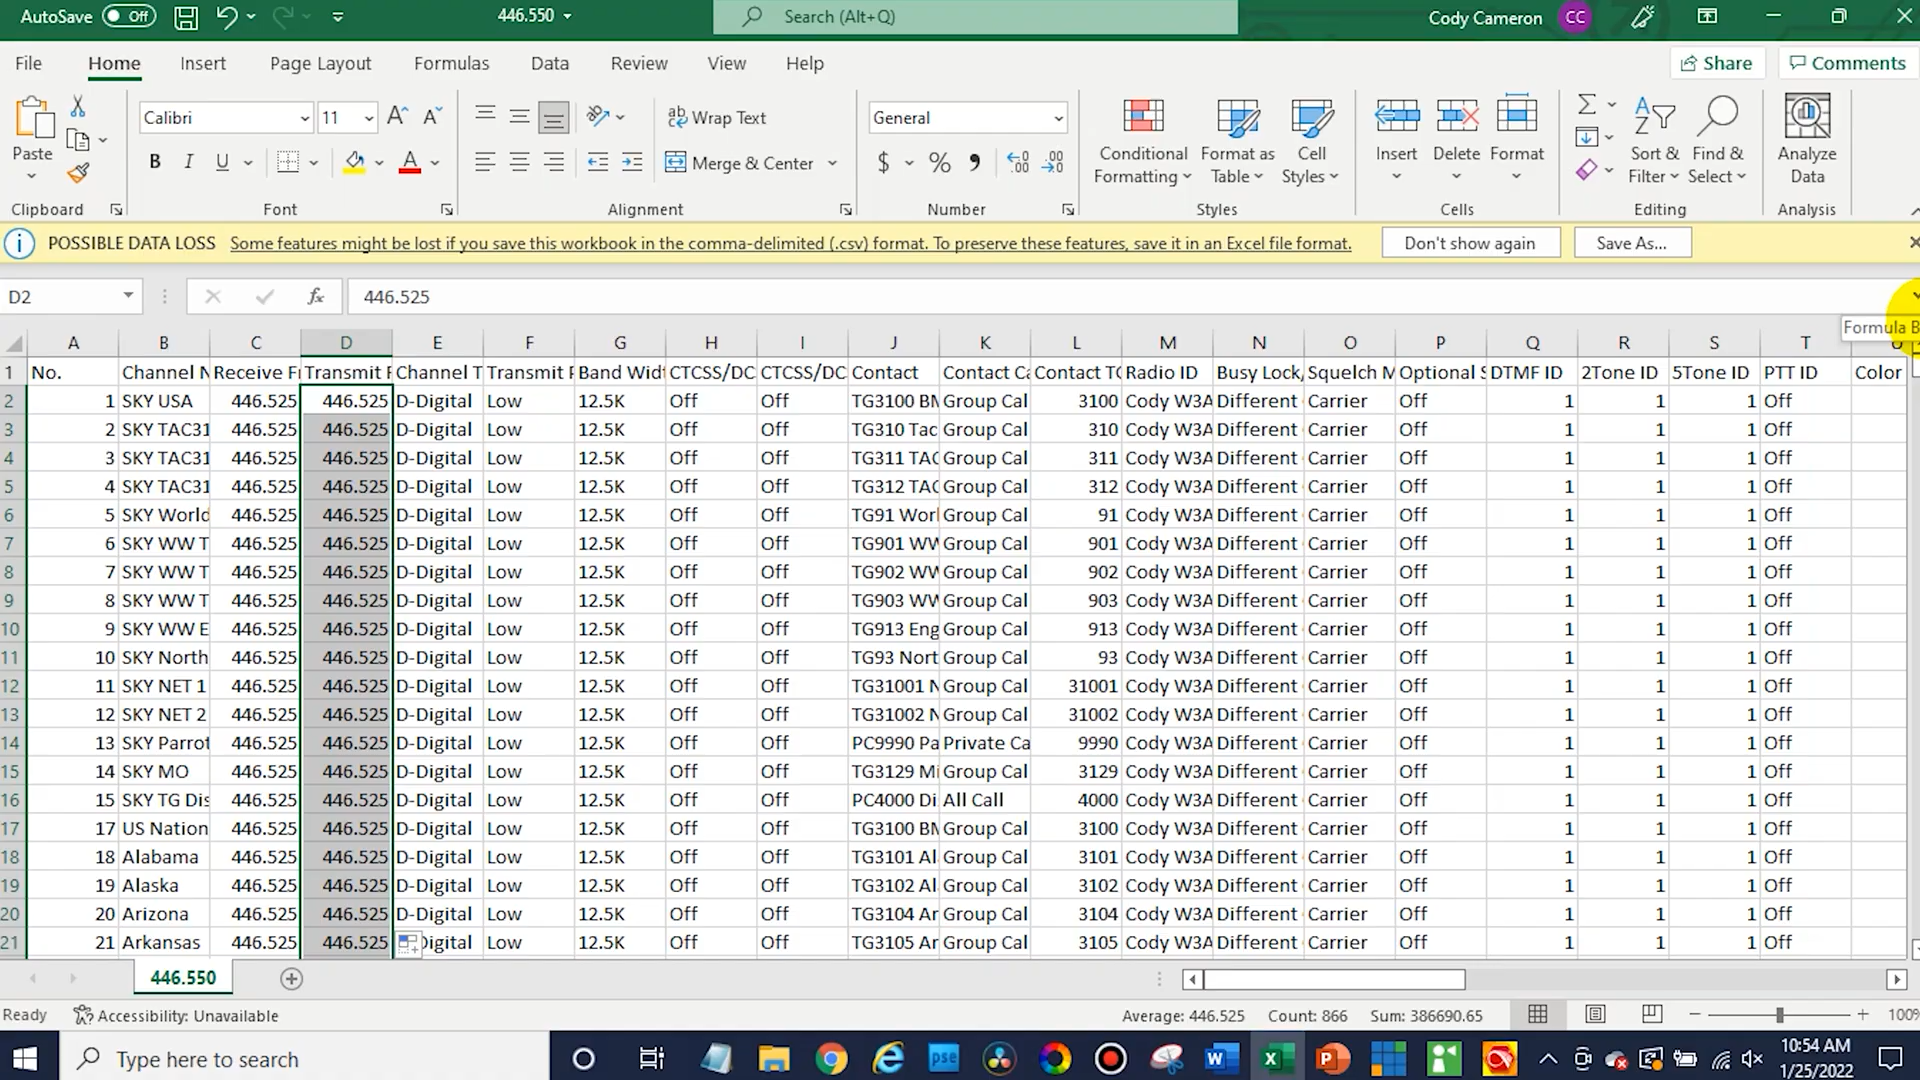 AutoSave Off 446.550 Search (Alt+Q) Cody Cameron CC
File Home Insert Page Layout Formulas Data Review View Help Share Comments
Calibri 11 Wrap Text General
Paste Conditional Format as Cell Insert Delete Format Sort & Find & Analyze
B I U Merge & Center $ % Formatting Table Styles Filter Select Data
Clipboard Font Alignment Number Styles Cells Editing Analysis
POSSIBLE DATA LOSS Some features might be lost if you save this workbook in the comma-delimited (.csv) format. To preserve these features, save it in an Excel file format. Don't show again Save As...
D2 fx 446.525
Formula B
A B C D E F G H I J K L M N O P Q R S T U
1 No. Channel N Receive Fr Transmit F Channel T Transmit P Band Widt CTCSS/DC CTCSS/DC Contact Contact Ca Contact TG Radio ID Busy Lock/ Squelch M Optional S DTMF ID 2Tone ID 5Tone ID PTT ID Color
2 1 SKY USA 446.525 446.525 D-Digital Low 12.5K Off Off TG3100 BM Group Cal 3100 Cody W3A Different Carrier Off 1 1 1 Off
3 2 SKY TAC31 446.525 446.525 D-Digital Low 12.5K Off Off TG310 Tac Group Cal 310 Cody W3A Different Carrier Off 1 1 1 Off
4 3 SKY TAC31 446.525 446.525 D-Digital Low 12.5K Off Off TG311 TAC Group Cal 311 Cody W3A Different Carrier Off 1 1 1 Off
5 4 SKY TAC31 446.525 446.525 D-Digital Low 12.5K Off Off TG312 TAC Group Cal 312 Cody W3A Different Carrier Off 1 1 1 Off
6 5 SKY World 446.525 446.525 D-Digital Low 12.5K Off Off TG91 Worl Group Cal 91 Cody W3A Different Carrier Off 1 1 1 Off
7 6 SKY WW T 446.525 446.525 D-Digital Low 12.5K Off Off TG901 WW Group Cal 901 Cody W3A Different Carrier Off 1 1 1 Off
8 7 SKY WW T 446.525 446.525 D-Digital Low 12.5K Off Off TG902 WW Group Cal 902 Cody W3A Different Carrier Off 1 1 1 Off
9 8 SKY WW T 446.525 446.525 D-Digital Low 12.5K Off Off TG903 WW Group Cal 903 Cody W3A Different Carrier Off 1 1 1 Off
10 9 SKY WW E 446.525 446.525 D-Digital Low 12.5K Off Off TG913 Eng Group Cal 913 Cody W3A Different Carrier Off 1 1 1 Off
11 10 SKY North 446.525 446.525 D-Digital Low 12.5K Off Off TG93 Nort Group Cal 93 Cody W3A Different Carrier Off 1 1 1 Off
12 11 SKY NET 1 446.525 446.525 D-Digital Low 12.5K Off Off TG31001 N Group Cal 31001 Cody W3A Different Carrier Off 1 1 1 Off
13 12 SKY NET 2 446.525 446.525 D-Digital Low 12.5K Off Off TG31002 N Group Cal 31002 Cody W3A Different Carrier Off 1 1 1 Off
14 13 SKY Parrot 446.525 446.525 D-Digital Low 12.5K Off Off PC9990 Pa Private Ca 9990 Cody W3A Different Carrier Off 1 1 1 Off
15 14 SKY MO 446.525 446.525 D-Digital Low 12.5K Off Off TG3129 Mi Group Cal 3129 Cody W3A Different Carrier Off 1 1 1 Off
16 15 SKY TG Dis 446.525 446.525 D-Digital Low 12.5K Off Off PC4000 Di All Call 4000 Cody W3A Different Carrier Off 1 1 1 Off
17 17 US Nation 446.525 446.525 D-Digital Low 12.5K Off Off TG3100 BM Group Cal 3100 Cody W3A Different Carrier Off 1 1 1 Off
18 18 Alabama 446.525 446.525 D-Digital Low 12.5K Off Off TG3101 Al Group Cal 3101 Cody W3A Different Carrier Off 1 1 1 Off
19 19 Alaska 446.525 446.525 D-Digital Low 12.5K Off Off TG3102 Al Group Cal 3102 Cody W3A Different Carrier Off 1 1 1 Off
20 20 Arizona 446.525 446.525 D-Digital Low 12.5K Off Off TG3104 Ar Group Cal 3104 Cody W3A Different Carrier Off 1 1 1 Off
21 21 Arkansas 446.525 446.525 Digital Low 12.5K Off Off TG3105 Ar Group Cal 3105 Cody W3A Different Carrier Off 1 1 1 Off
446.550
Ready Accessibility: Unavailable Average: 446.525 Count: 866 Sum: 386690.65 100%
Type here to search pse 10:54 AM
1/25/2022